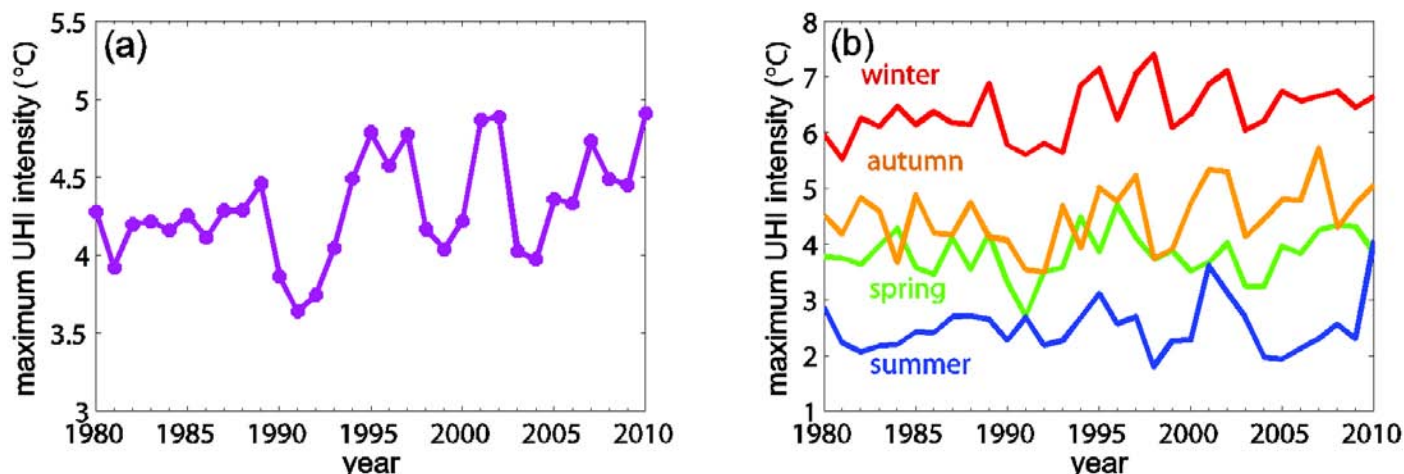 (a)
maximum UHI intensity (°C)
5.5
5
4.5
4
3.5
3
1980 1985 1990 1995 2000 2005 2010
year
(b)
maximum UHI intensity (°C)
8
7
6
5
4
3
2
1
winter
autumn
spring
summer
1980 1985 1990 1995 2000 2005 2010
year